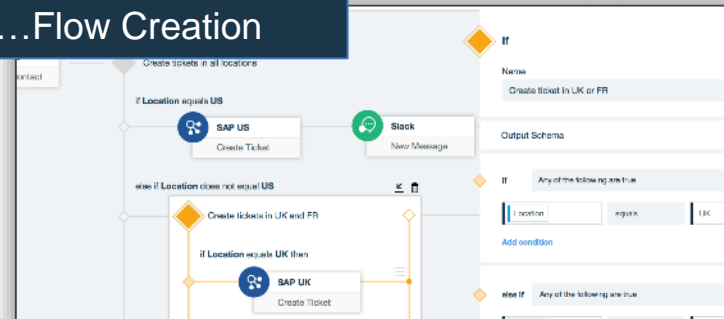 ...Flow Creation
ontact
Create tickets in all locations
if Location equals US
SAP US
Create Ticket
Slack
New Message
else if Location does not equal US
Create tickets in UK and FR
if Location equals UK then
SAP UK
Create Ticket
If
Name
Create ticket in UK or FR
Output Schema
If
Any of the following are true
Location
equals
UK
Add condition
else if
Any of the following are true